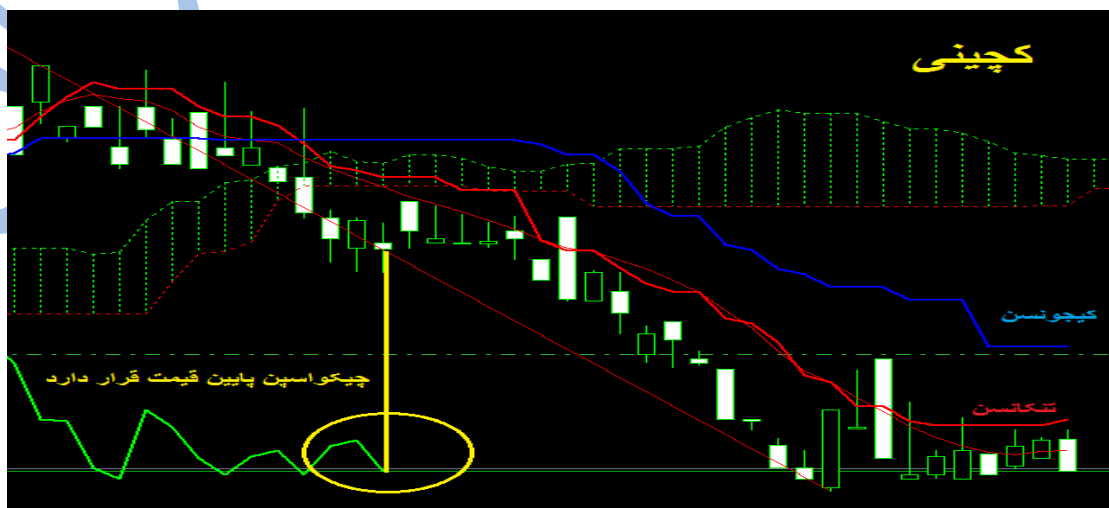 کچینی
کیجونسن
چیکواسپن پایین قیمت قرار دارد
تنکانسن